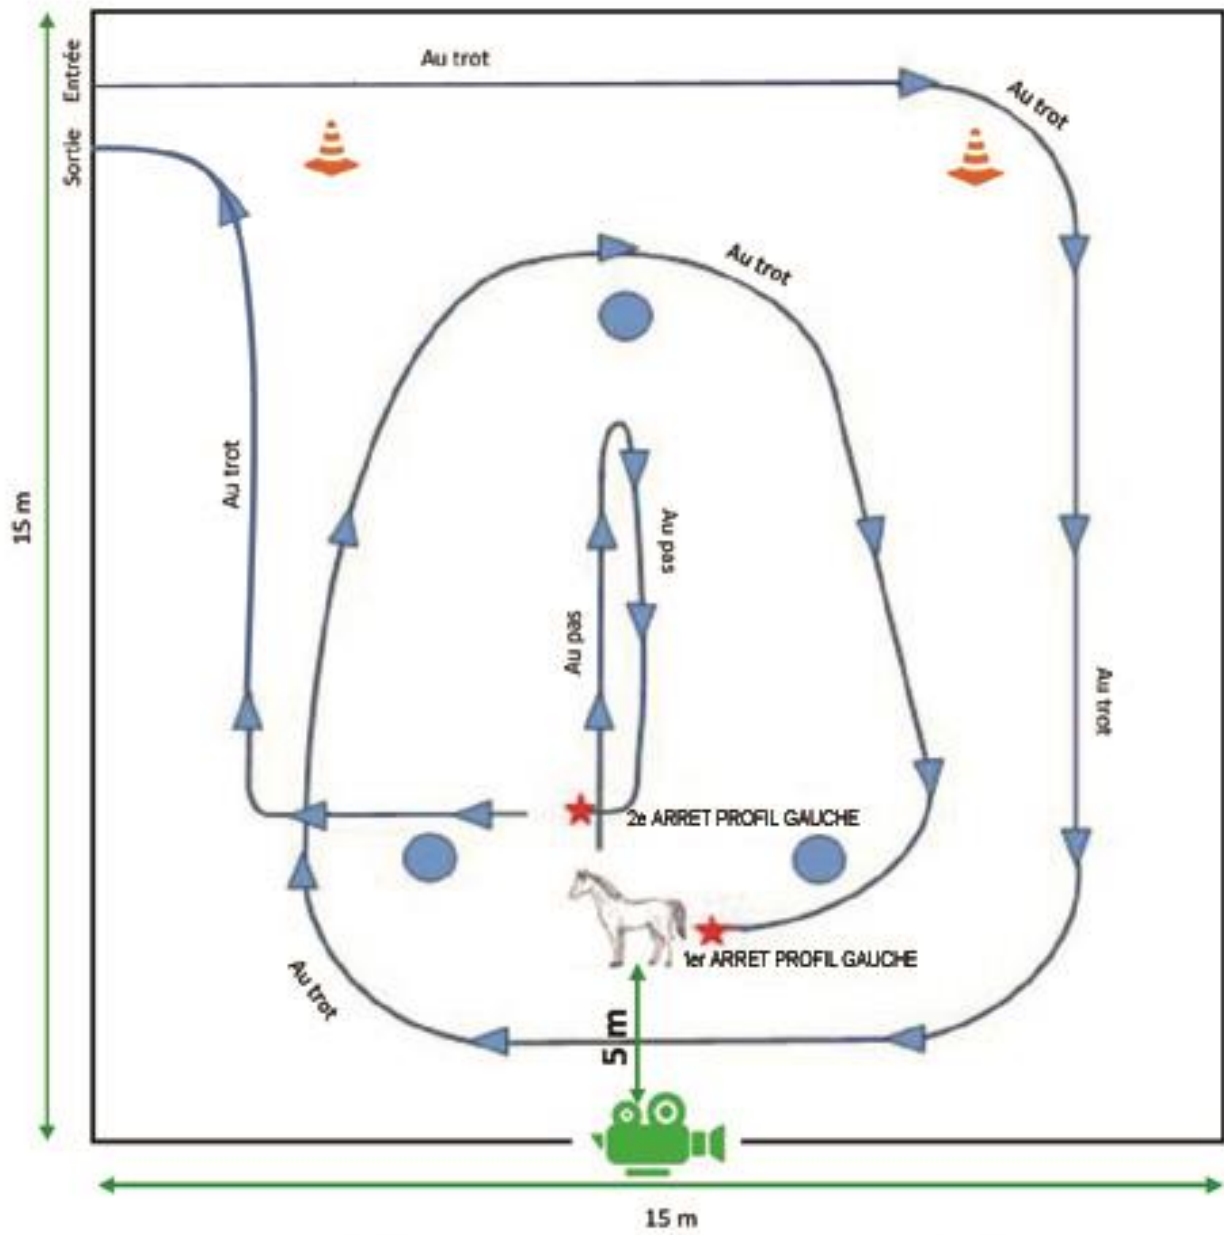 Au trot
Entrée
Au trot
Sortie
Au trot
Au trot
15 m
Au pas
Au pas
Au trot
2e ARRET PROFIL GAUCHE
1er ARRET PROFIL GAUCHE
Au trot
5 m
15 m